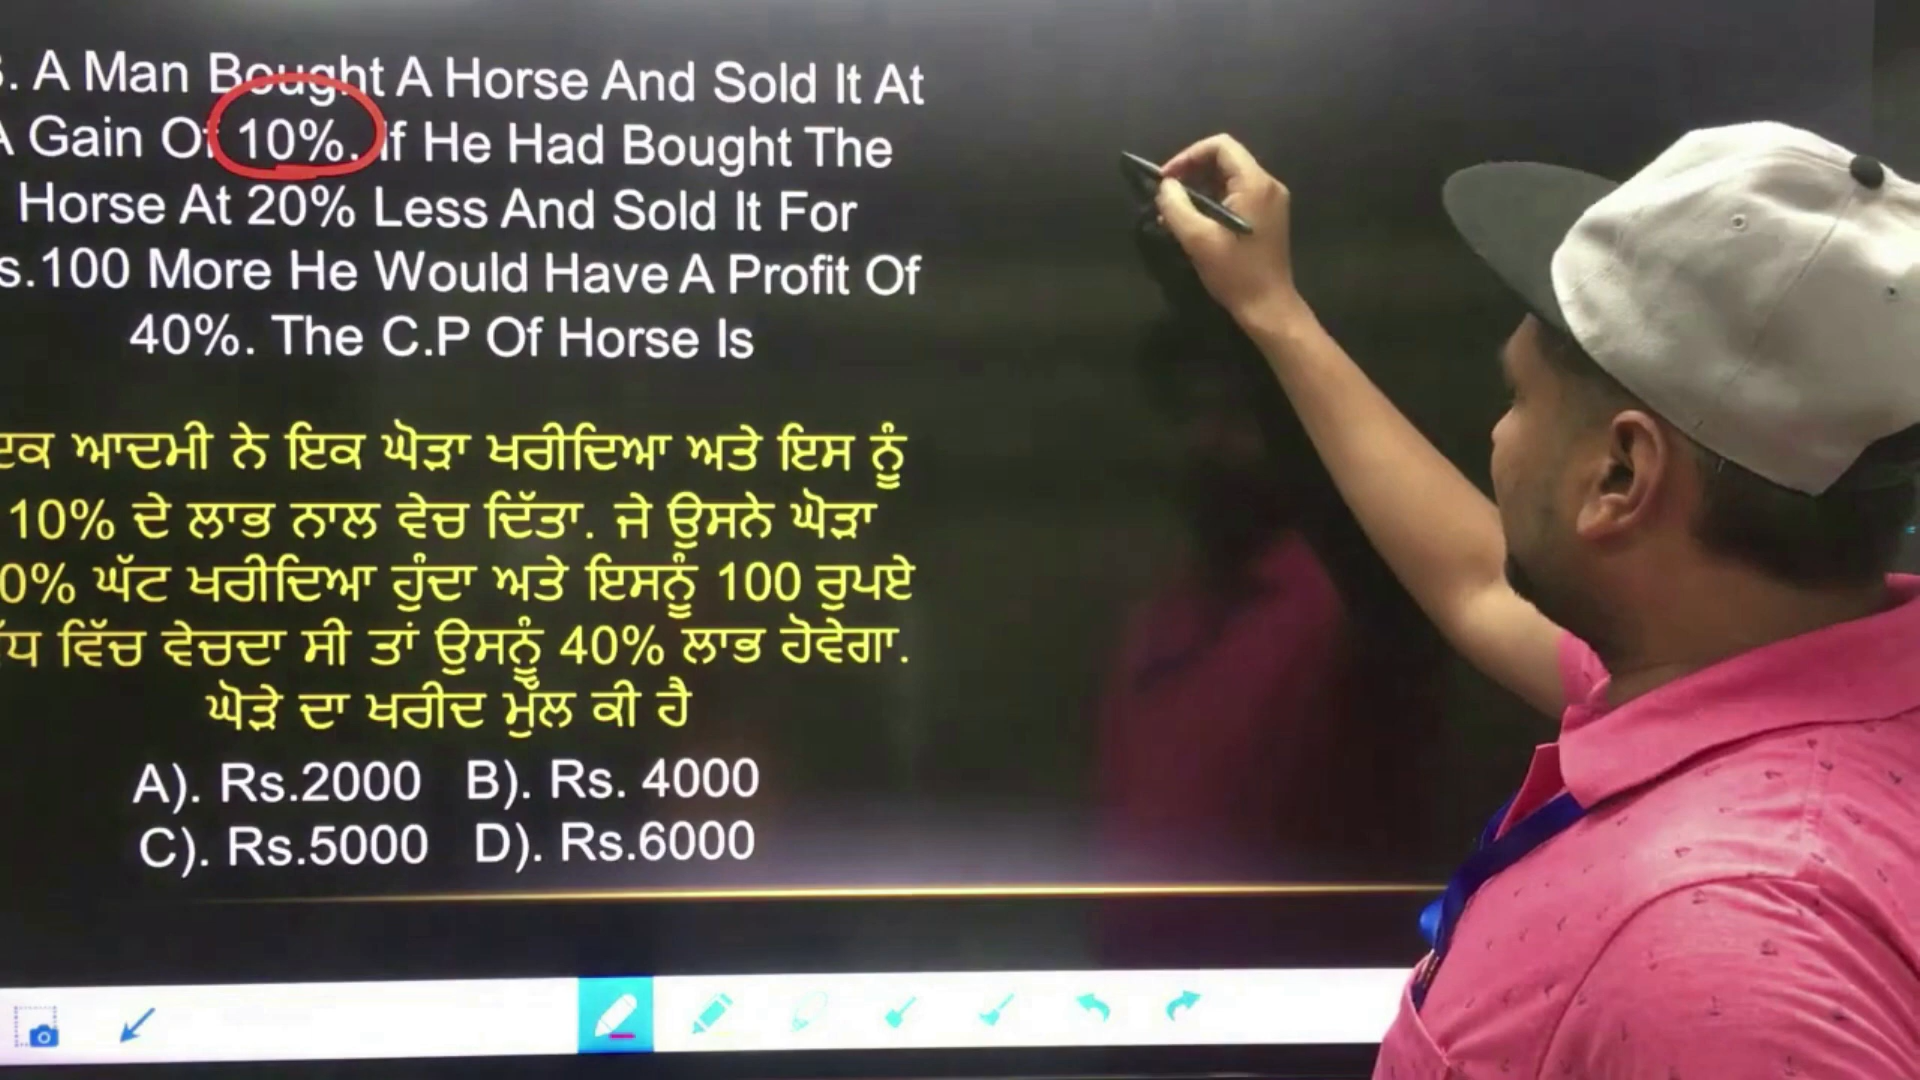 . A Man Bought A Horse And Sold It At
A Gain Of 10%. If He Had Bought The
Horse At 20% Less And Sold It For
s.100 More He Would Have A Profit Of
40%. The C.P Of Horse Is
ਇਕ ਆਦਮੀ ਨੇ ਇਕ ਘੋੜਾ ਖਰੀਦਿਆ ਅਤੇ ਇਸ ਨੂੰ
10% ਦੇ ਲਾਭ ਨਾਲ ਵੇਚ ਦਿੱਤਾ. ਜੇ ਉਸਨੇ ਘੋੜਾ
0% ਘੱਟ ਖਰੀਦਿਆ ਹੁੰਦਾ ਅਤੇ ਇਸਨੂੰ 100 ਰੁਪਏ
ਵੱਧ ਵਿੱਚ ਵੇਚਦਾ ਸੀ ਤਾਂ ਉਸਨੂੰ 40% ਲਾਭ ਹੋਵੇਗਾ.
ਘੋੜੇ ਦਾ ਖਰੀਦ ਮੁੱਲ ਕੀ ਹੈ
A). Rs.2000 B). Rs. 4000
C). Rs.5000 D). Rs.6000